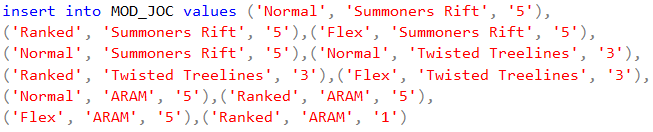 insert into MOD_JOC values ('Normal', 'Summoners Rift', '5'),
('Ranked', 'Summoners Rift', '5'),('Flex', 'Summoners Rift', '5'),
('Normal', 'Summoners Rift', '5'),('Normal', 'Twisted Treelines', '3'),
('Ranked', 'Twisted Treelines', '3'),('Flex', 'Twisted Treelines', '3'),
('Normal', 'ARAM', '5'),('Ranked', 'ARAM', '5'),
('Flex', 'ARAM', '5'),('Ranked', 'ARAM', '1')